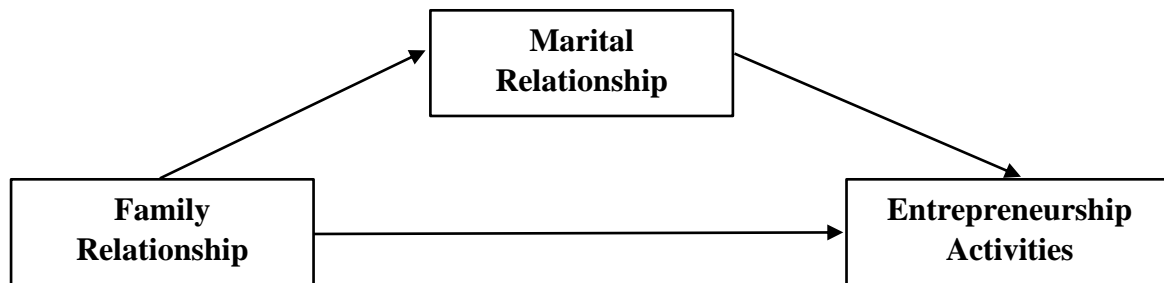 Marital
Relationship
Family
Relationship
Entrepreneurship
Activities